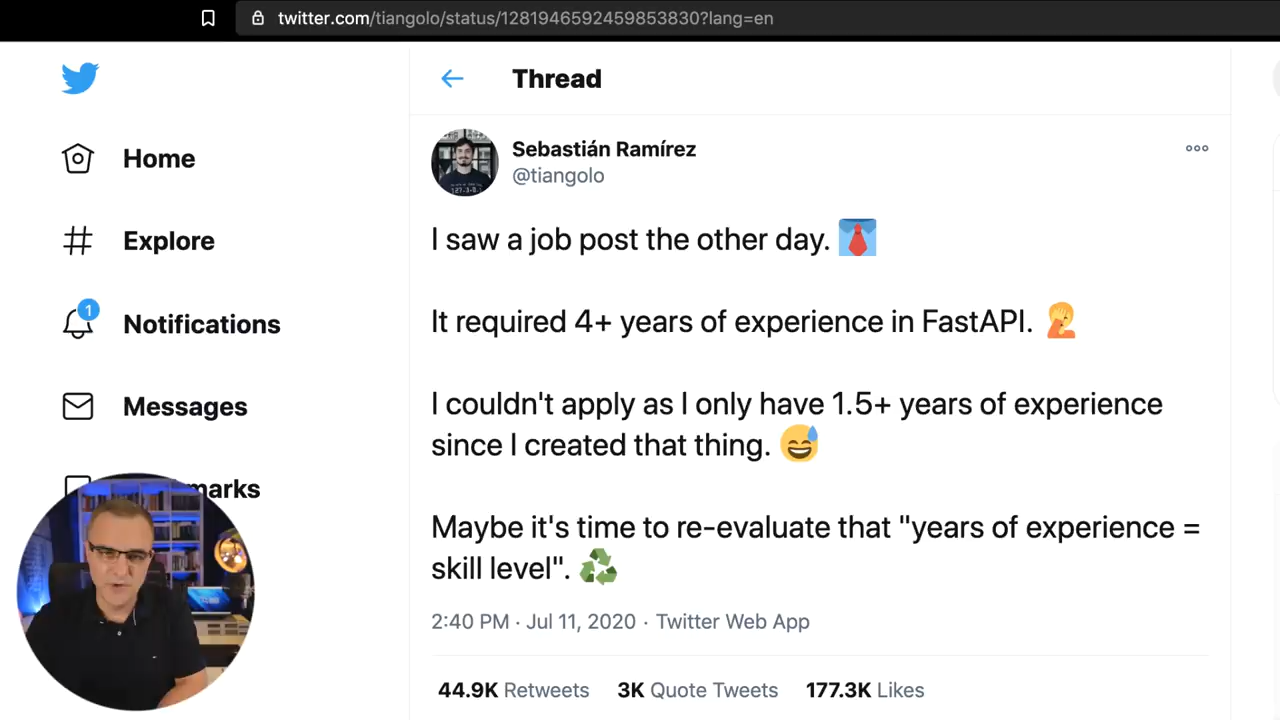 twitter.com/tiangolo/status/1281946592459853830?lang=en
Thread
Home
Explore
1
Notifications
Messages
marks
Sebastián Ramírez
@tiangolo
I saw a job post the other day. 👔
It required 4+ years of experience in FastAPI. 🤦
I couldn't apply as I only have 1.5+ years of experience
since I created that thing. 😅
Maybe it's time to re-evaluate that "years of experience =
skill level". ♻
2:40 PM · Jul 11, 2020 · Twitter Web App
44.9K Retweets 3K Quote Tweets 177.3K Likes